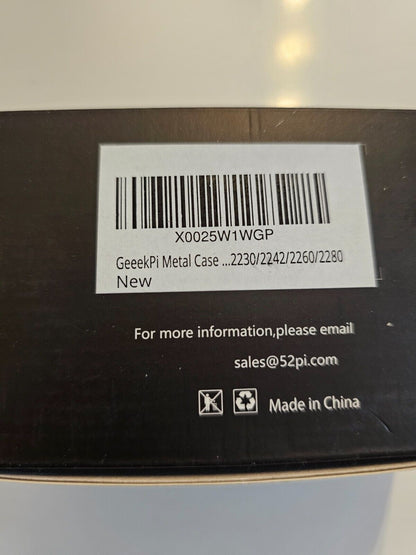 X0025W1WGP
GeeekPi Metal Case ...2230/2242/2260/2280
New
For more information,please email
sales@52pi.com
Made in China